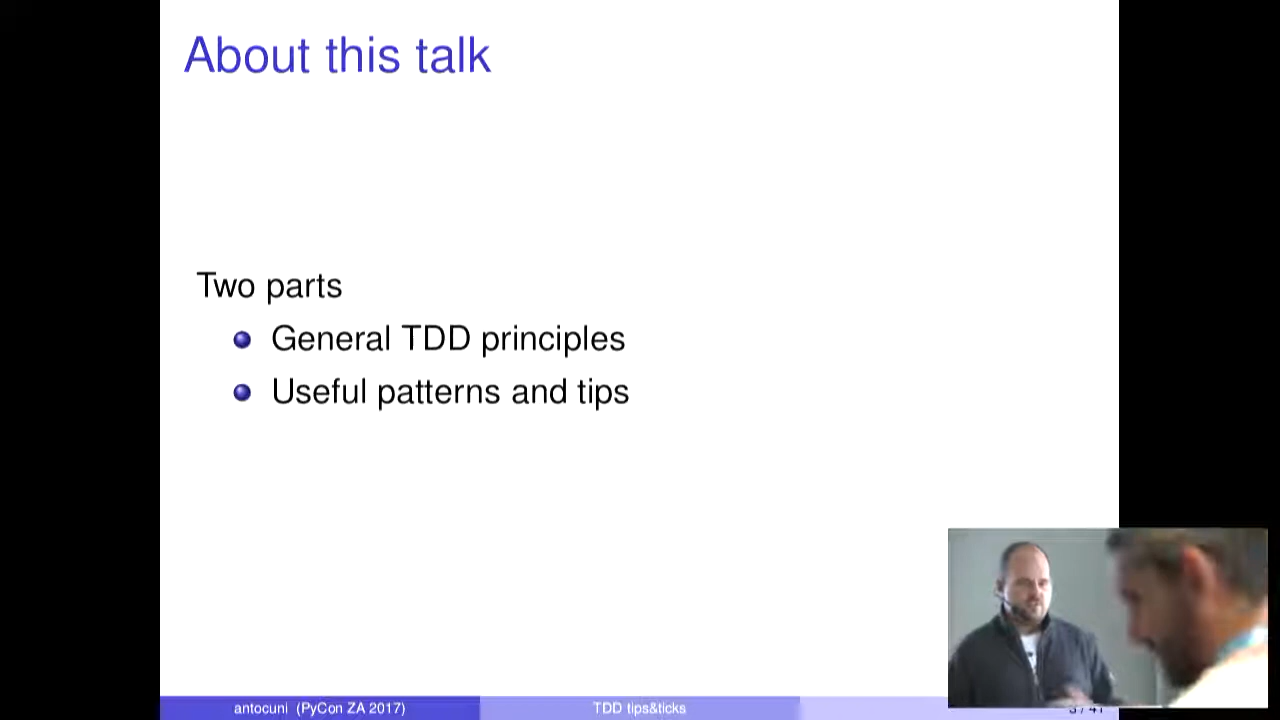 About this talk
Two parts
General TDD principles
Useful patterns and tips
antocuni (PyCon ZA 2017)
TDD tips&ticks